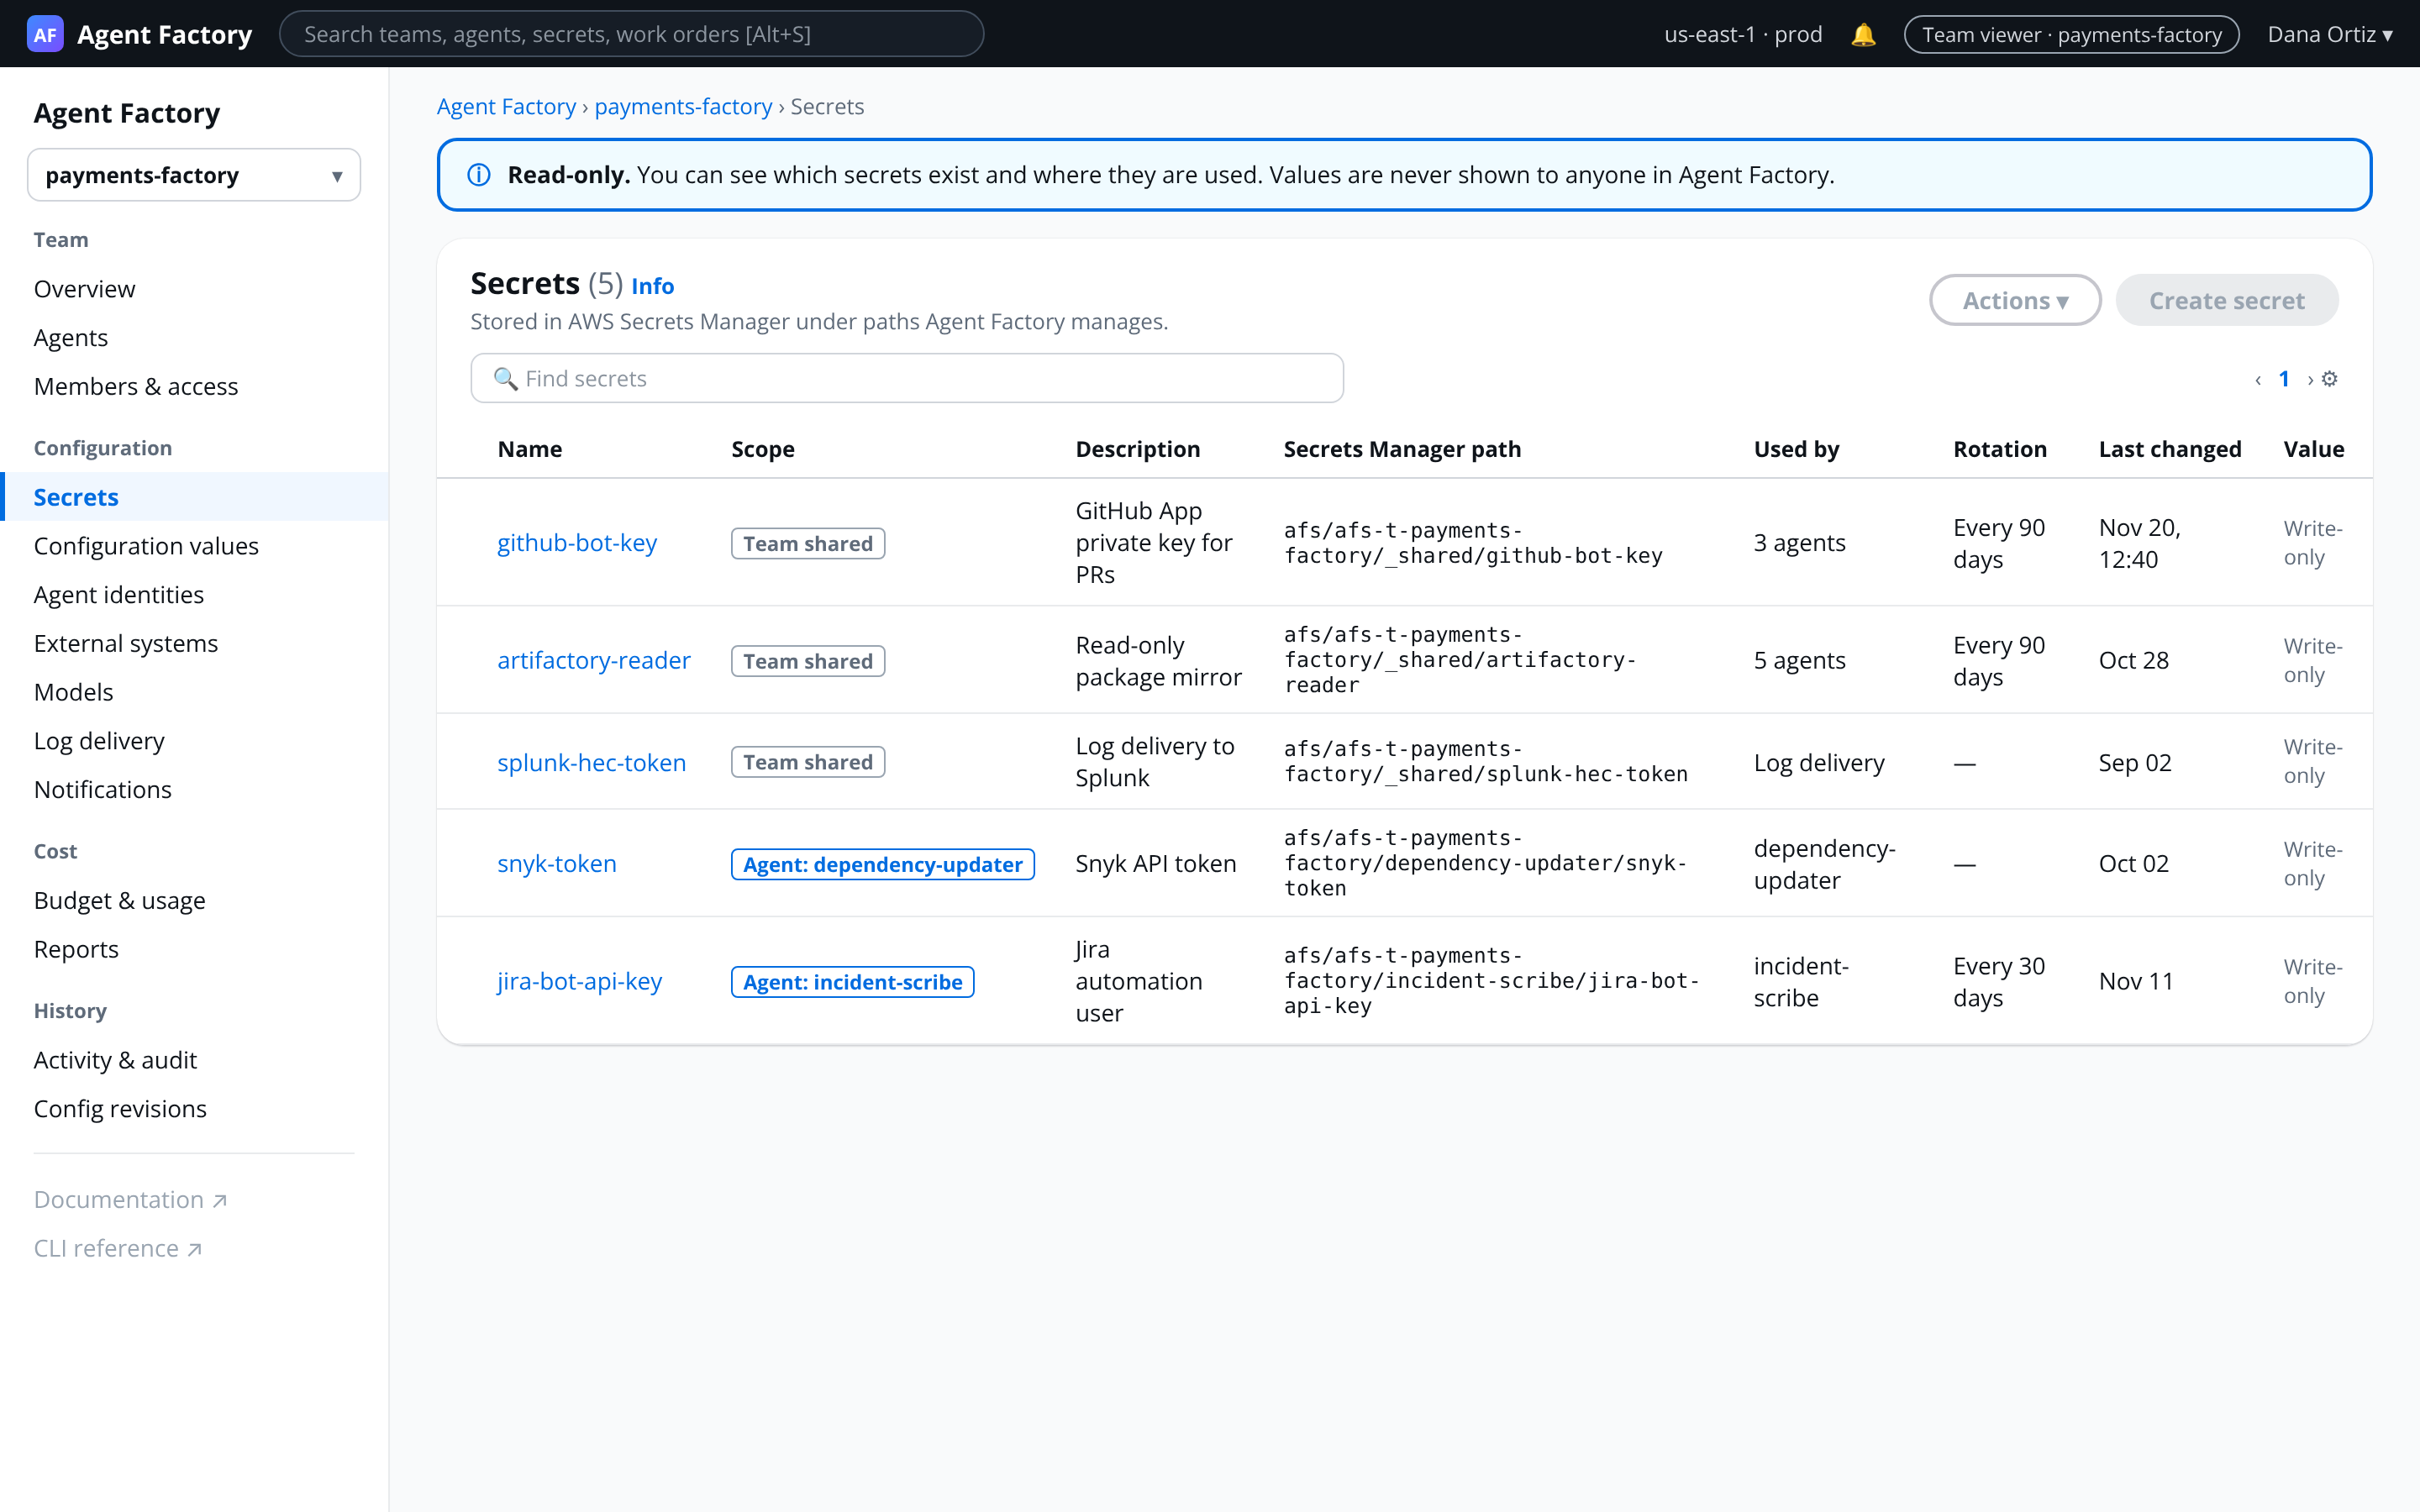 AF Agent Factory
Search teams, agents, secrets, work orders [Alt+S]
us-east-1 · prod
Team viewer · payments-factory
Dana Ortiz ▾
Agent Factory
payments-factory ▾
Team
Overview
Agents
Members & access
Configuration
Secrets
Configuration values
Agent identities
External systems
Models
Log delivery
Notifications
Cost
Budget & usage
Reports
History
Activity & audit
Config revisions
Documentation ↗
CLI reference ↗
Agent Factory › payments-factory › Secrets
ⓘ Read-only. You can see which secrets exist and where they are used. Values are never shown to anyone in Agent Factory.
Secrets (5) Info
Stored in AWS Secrets Manager under paths Agent Factory manages.
Actions ▾
Create secret
🔍 Find secrets
‹ 1 › ⚙
Name Scope Description Secrets Manager path Used by Rotation Last changed Value
github-bot-key
Team shared
GitHub App
private key for
PRs
afs/afs-t-payments-
factory/_shared/github-bot-key
3 agents
Every 90
days
Nov 20,
12:40
Write-
only
artifactory-reader
Team shared
Read-only
package mirror
afs/afs-t-payments-
factory/_shared/artifactory-
reader
5 agents
Every 90
days
Oct 28
Write-
only
splunk-hec-token
Team shared
Log delivery to
Splunk
afs/afs-t-payments-
factory/_shared/splunk-hec-token
Log delivery
—
Sep 02
Write-
only
snyk-token
Agent: dependency-updater
Snyk API token
afs/afs-t-payments-
factory/dependency-updater/snyk-
token
dependency-
updater
—
Oct 02
Write-
only
jira-bot-api-key
Agent: incident-scribe
Jira
automation
user
afs/afs-t-payments-
factory/incident-scribe/jira-bot-
api-key
incident-
scribe
Every 30
days
Nov 11
Write-
only